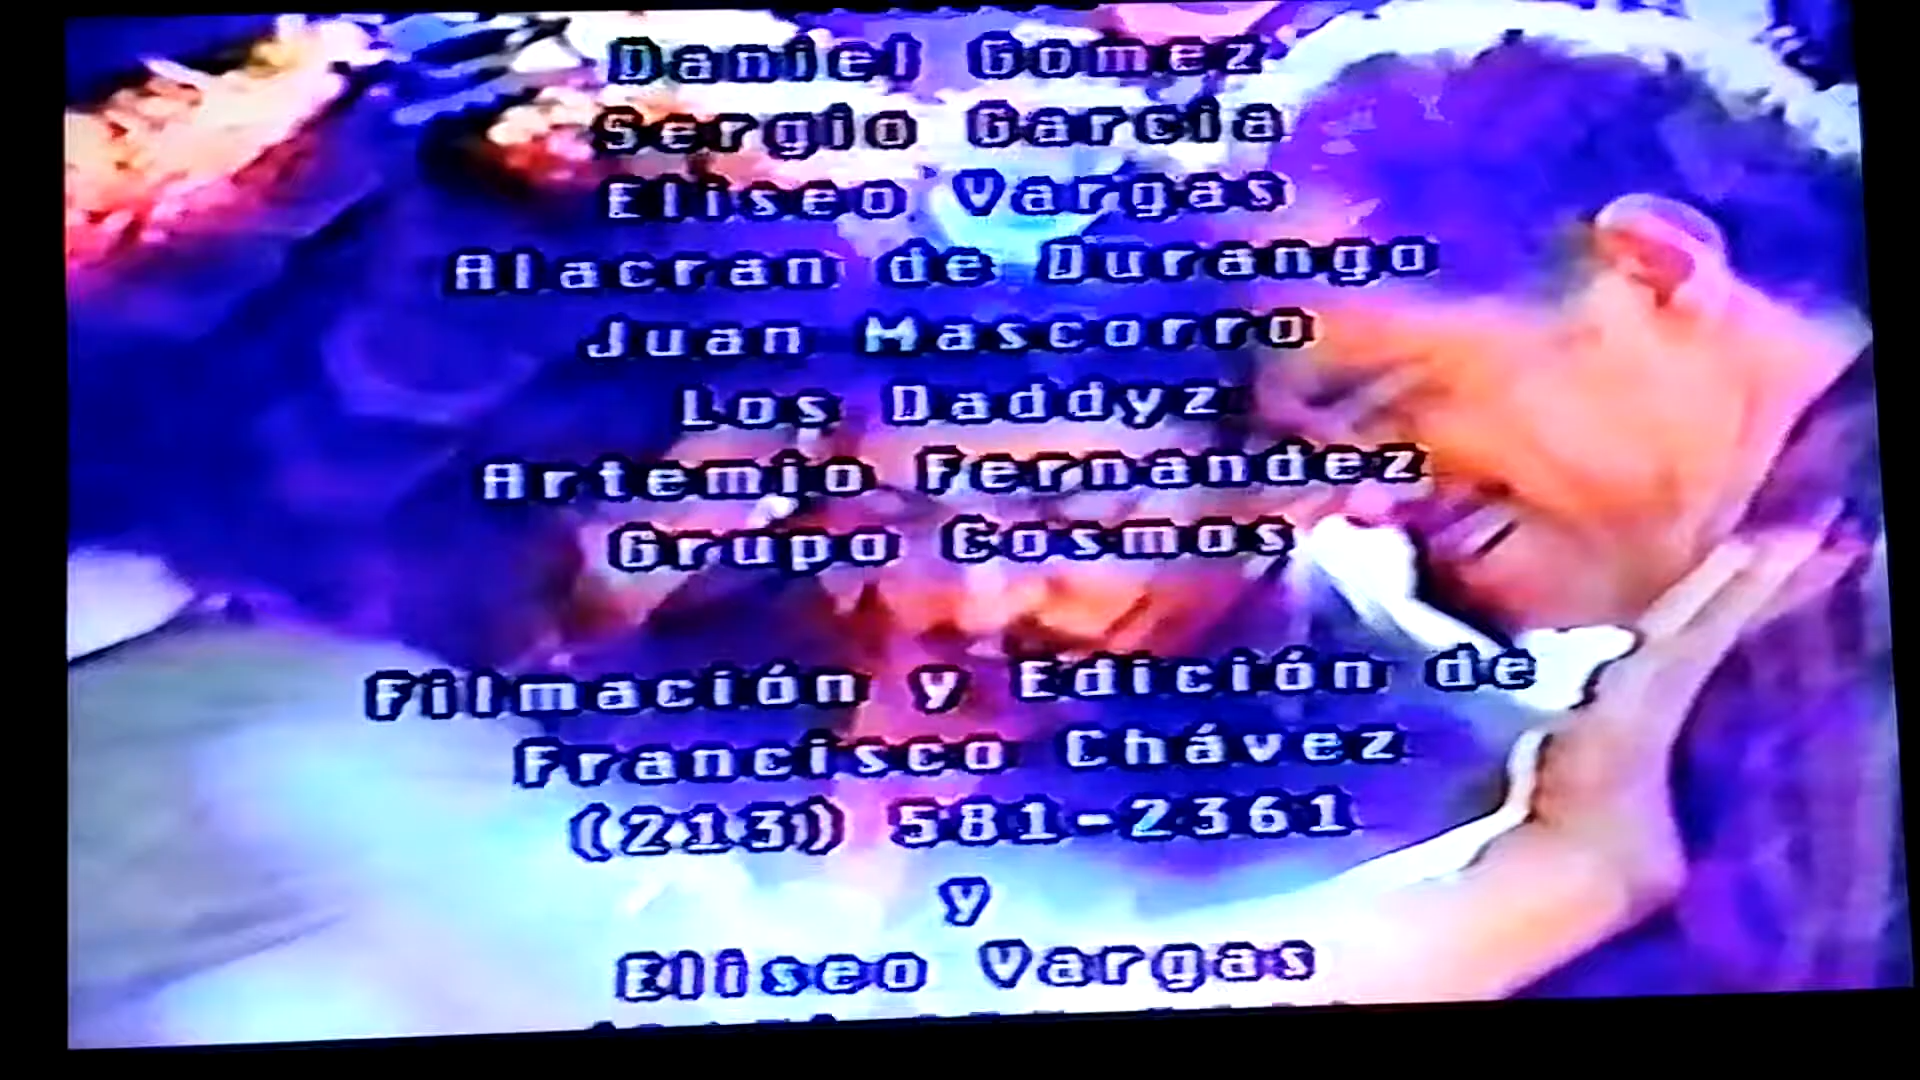 Daniel Gomez
Sergio Garcia
Eliseo Vargas
Alacran de Durango
Juan Mascorro
Los Daddyz
Artemio Fernandez
Grupo Cosmos
Filmación y Edición de
Francisco Chávez
(213) 581-2361
y
Eliseo Vargas